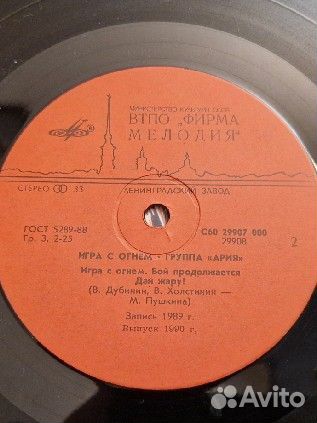 МИНИСТЕРСТВО КУЛЬТУРЫ СССР
ВТПО „ФИРМА
МЕЛОДИЯ“
СТЕРЕО 33
ЛЕНИНГРАДСКИЙ ЗАВОД
ГОСТ 5289-88
Гр. 3. 2-25
С60 29907 000
29908
2
ИГРА С ОГНЕМ • ГРУППА «АРИЯ»
Игра с огнем. Бой продолжается
Дай жару!
(В. Дубинин, В. Холстинин —
М. Пушкина)
Запись 1989 г.
Выпуск 1990 г.
Avito